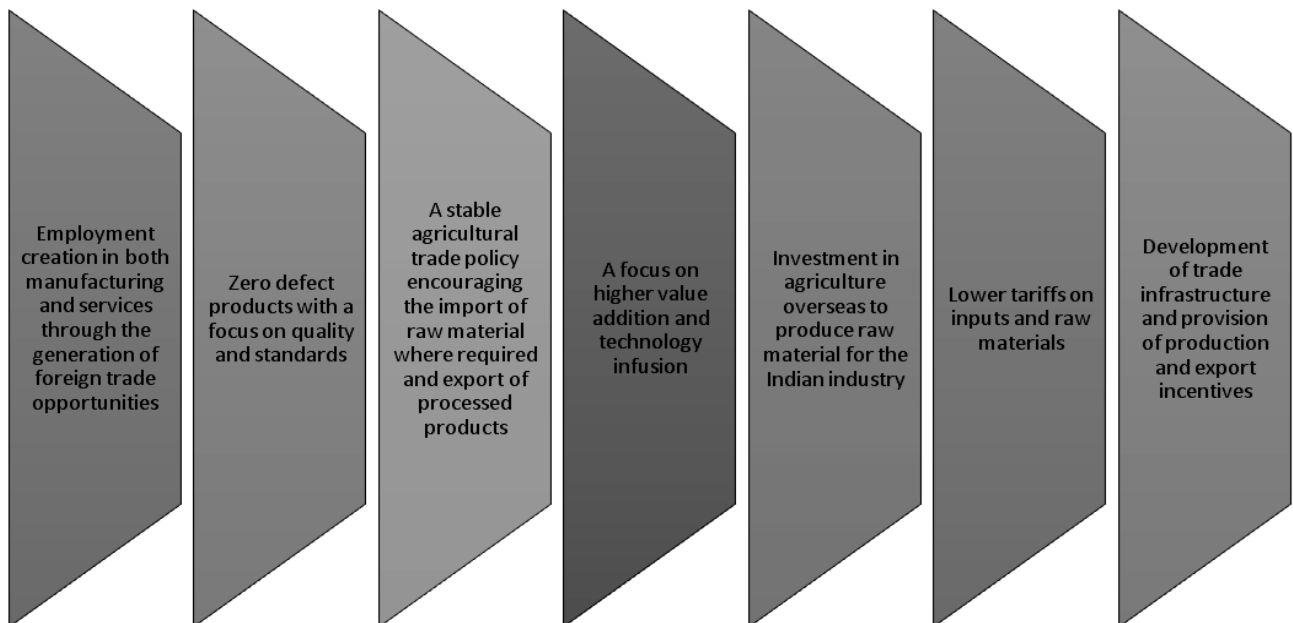 Employment
creation in both
manufacturing
and services
through the
generation of
foreign trade
opportunities
Zero defect
products with a
focus on quality
and standards
A stable
agricultural
trade policy
encouraging
the import of
raw material
where required
and export of
processed
products
A focus on
higher value
addition and
technology
infusion
Investment in
agriculture
overseas to
produce raw
material for the
Indian industry
Lower tariffs on
inputs and raw
materials
Development
of trade
infrastructure
and provision
of production
and export
incentives